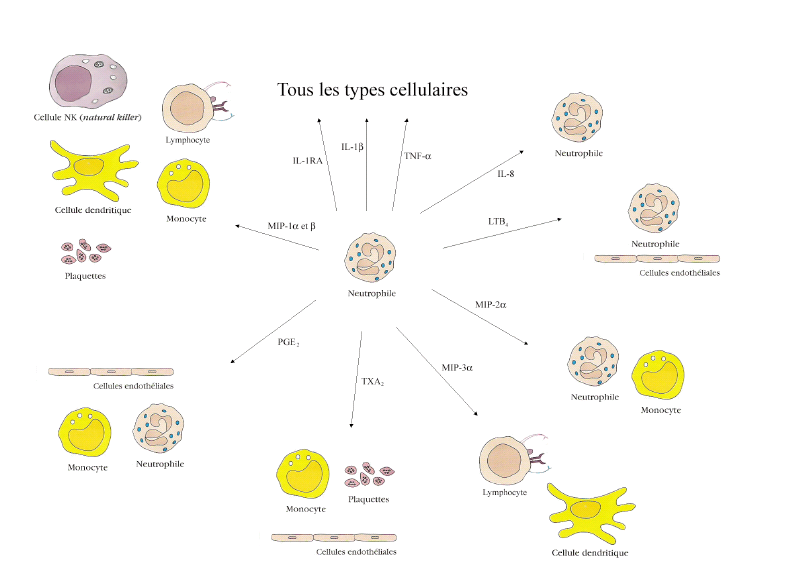 Tous les types cellulaires
Cellule NK (natural killer)
Lymphocyte
Neutrophile
IL-1RA
IL-1β
TNF-α
IL-8
Cellule dendritique
Monocyte
MIP-1α et β
LTB4
Neutrophile
Cellules endothéliales
Plaquettes
Neutrophile
MIP-2α
PGE2
TXA2
MIP-3α
Cellules endothéliales
Neutrophile
Monocyte
Monocyte
Neutrophile
Monocyte
Plaquettes
Cellules endothéliales
Lymphocyte
Cellule dendritique